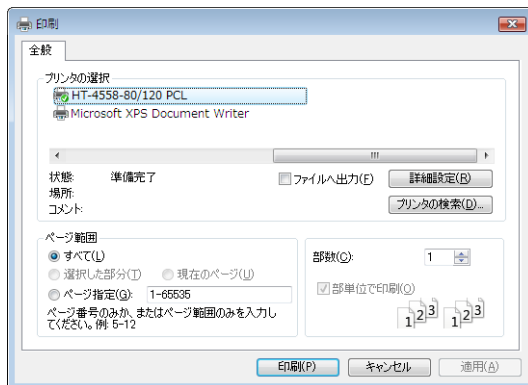 印刷
全般
プリンタの選択
HT-4558-80/120 PCL
Microsoft XPS Document Writer
状態: 準備完了
場所:
コメント:
ファイルへ出力(F)
詳細設定(R)
プリンタの検索(D)...
ページ範囲
すべて(L)
選択した部分(T) 現在のページ(U)
ページ指定(G): 1-65535
ページ番号のみか、またはページ範囲のみを入力し
てください。例: 5-12
部数(C): 1
部単位で印刷(O)
1 2 3 1 2 3
印刷(P) キャンセル 適用(A)